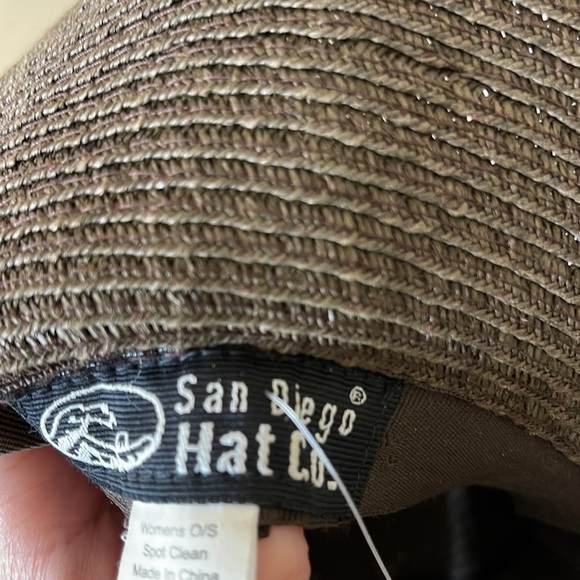 San Diego®
Hat Co.
Womens O/S
Spot Clean
Made In China